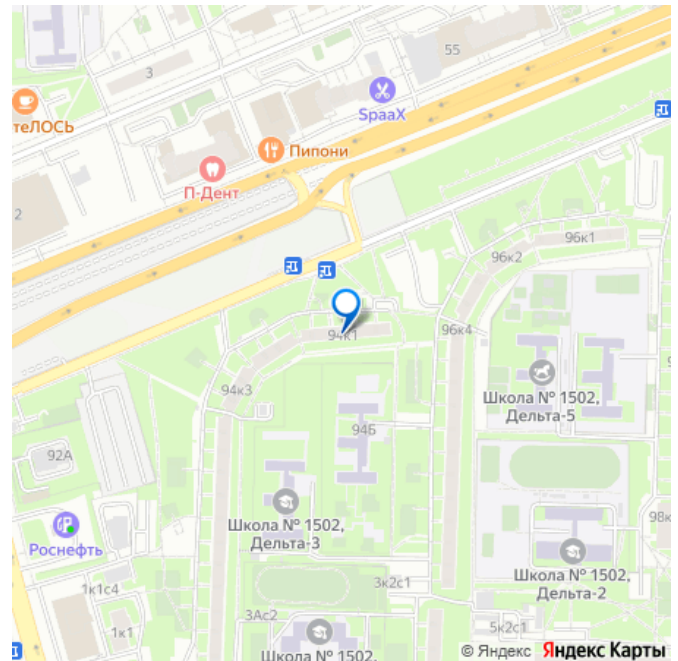 55
3
SpaaX
теЛОСЬ
Пипони
П-Дент
2
96к1
96к2
94к1
96к4
94к3
Школа № 1502,
Дельта-5
94Б
92А
Школа № 1502,
Дельта-3
98к
Роснефть
Школа № 1502,
Дельта-2
1к1с4
3к2с1
3Ас2
1к1
5к2с1
Школа № 1502,
© Яндекс Яндекс Карты